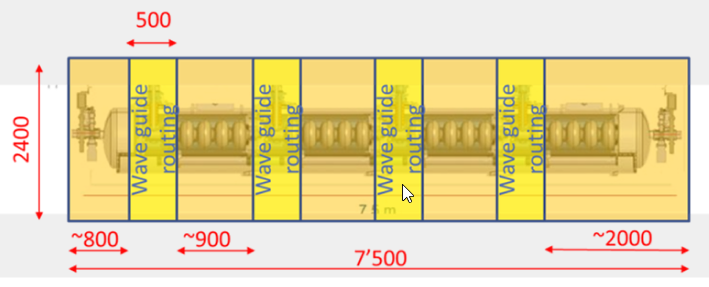 500
Wave guide
routing
Wave guide
routing
Wave guide
routing
Wave guide
routing
2400
7 5 m
~800
~900
~2000
7’500